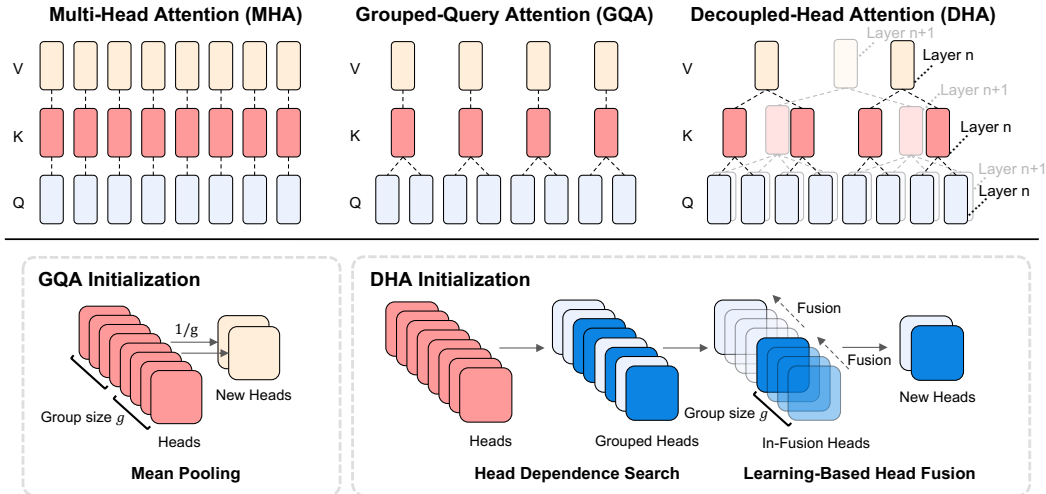 Multi-Head Attention (MHA)
Grouped-Query Attention (GQA)
Decoupled-Head Attention (DHA)
V
K
Q
V
K
Q
Layer n+1
V
Layer n
Layer n+1
K
Layer n
Layer n+1
Q
Layer n
GQA Initialization
1/g
New Heads
Group size g
Heads
Mean Pooling
DHA Initialization
Fusion
Fusion
Group size g
New Heads
Heads
Grouped Heads
In-Fusion Heads
Head Dependence Search
Learning-Based Head Fusion